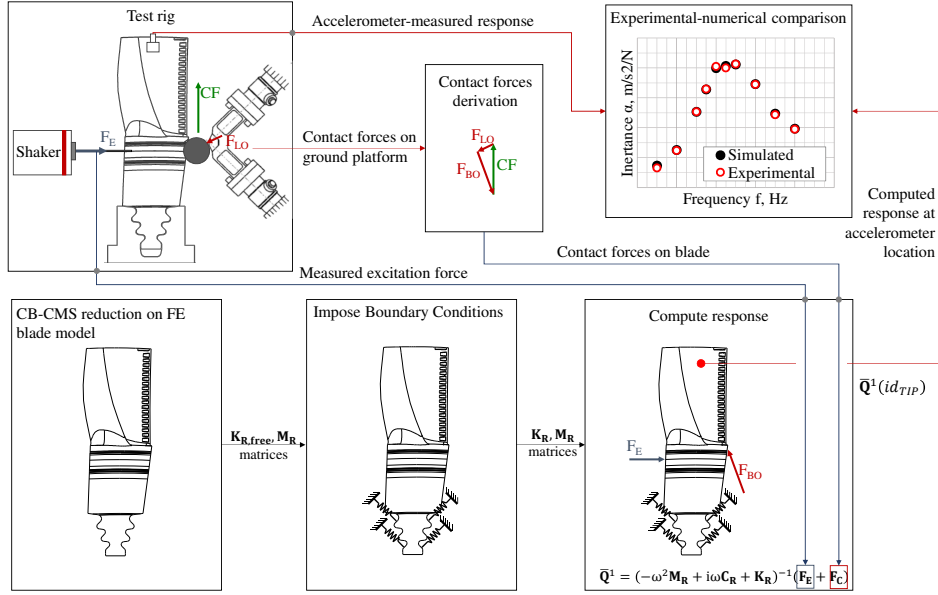 Test rig
Accelerometer-measured response
Experimental-numerical comparison
CF
F_E
Shaker
F_LO
Contact forces on
ground platform
Contact forces
derivation
F_LO
F_BO
CF
Inertance α, m/s2/N
Simulated
Experimental
Frequency f, Hz
Computed
response at
accelerometer
location
Contact forces on blade
Measured excitation force
CB-CMS reduction on FE
blade model
K_R,free, M_R
matrices
Impose Boundary Conditions
K_R, M_R
matrices
Compute response
F_E
F_BO
Q̅¹(id_TIP)
Q̅¹ = (−ω²M_R + iωC_R + K_R)⁻¹(F_E + F_C)